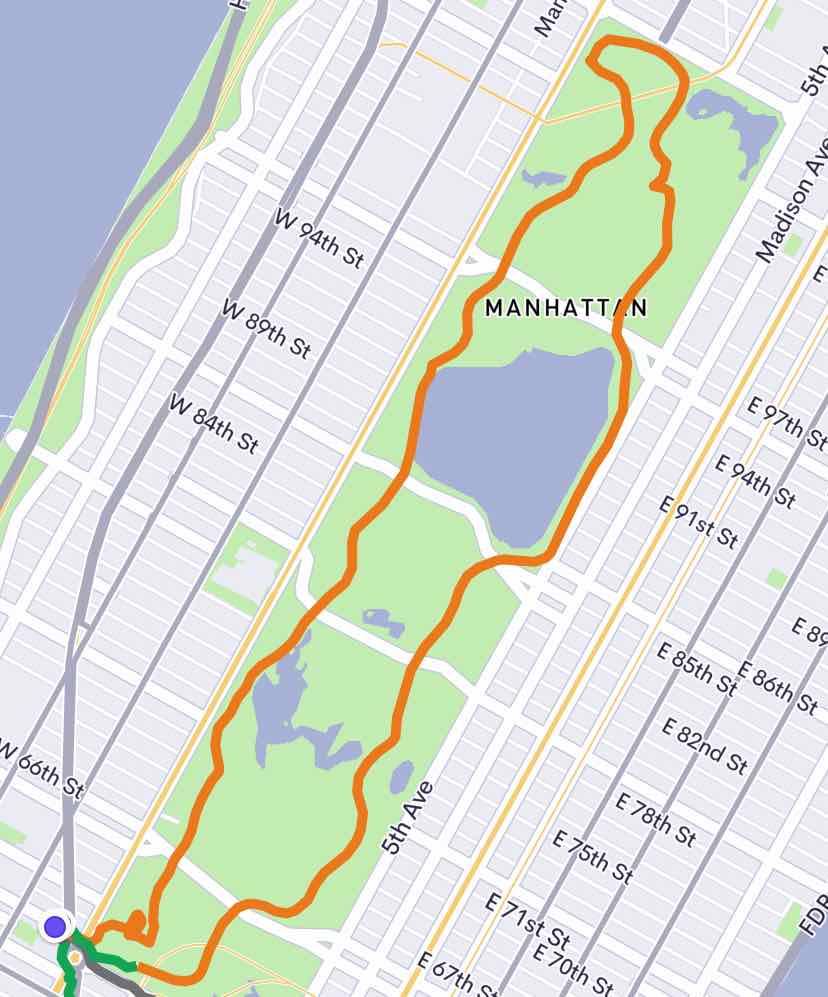 H
Man
5th A
Madison Ave
W 94th St
MANHATTAN
E
W 89th St
W 84th St
E 97th St
E 94th St
E 91st St
E 89
E 85th St
E 86th St
W 66th St
E 82nd St
5th Ave
E 78th St
E 75th St
E 71st St
FDR
E 70th St
E 67th St